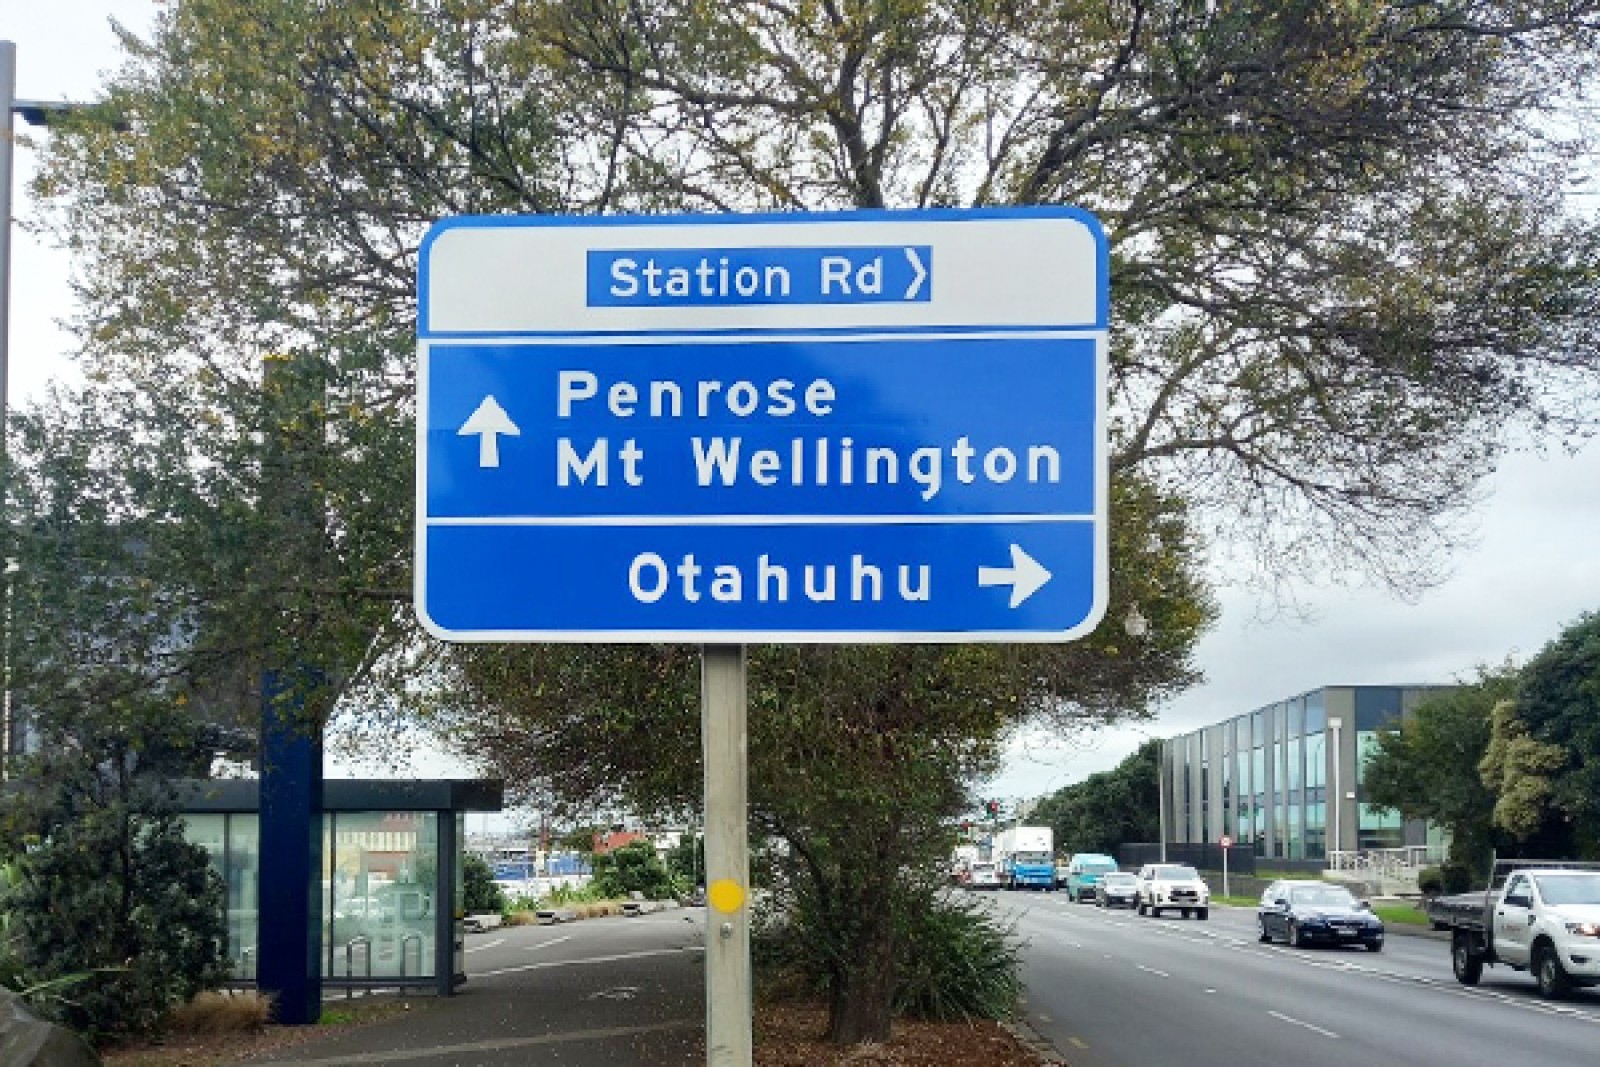 Station Rd
Penrose
Mt Wellington
Otahuhu